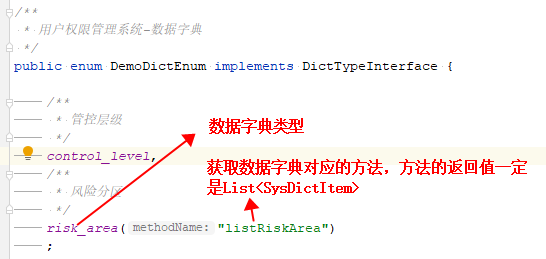 /**
* 用户权限管理系统-数据字典
*/
public enum DemoDictEnum implements DictTypeInterface {
/**
* 管控层级
*/
数据字典类型
control_level,
获取数据字典对应的方法，方法的返回值一定
是List<SysDictItem>
/**
* 风险分区
*/
risk_area( methodName: "listRiskArea")
;